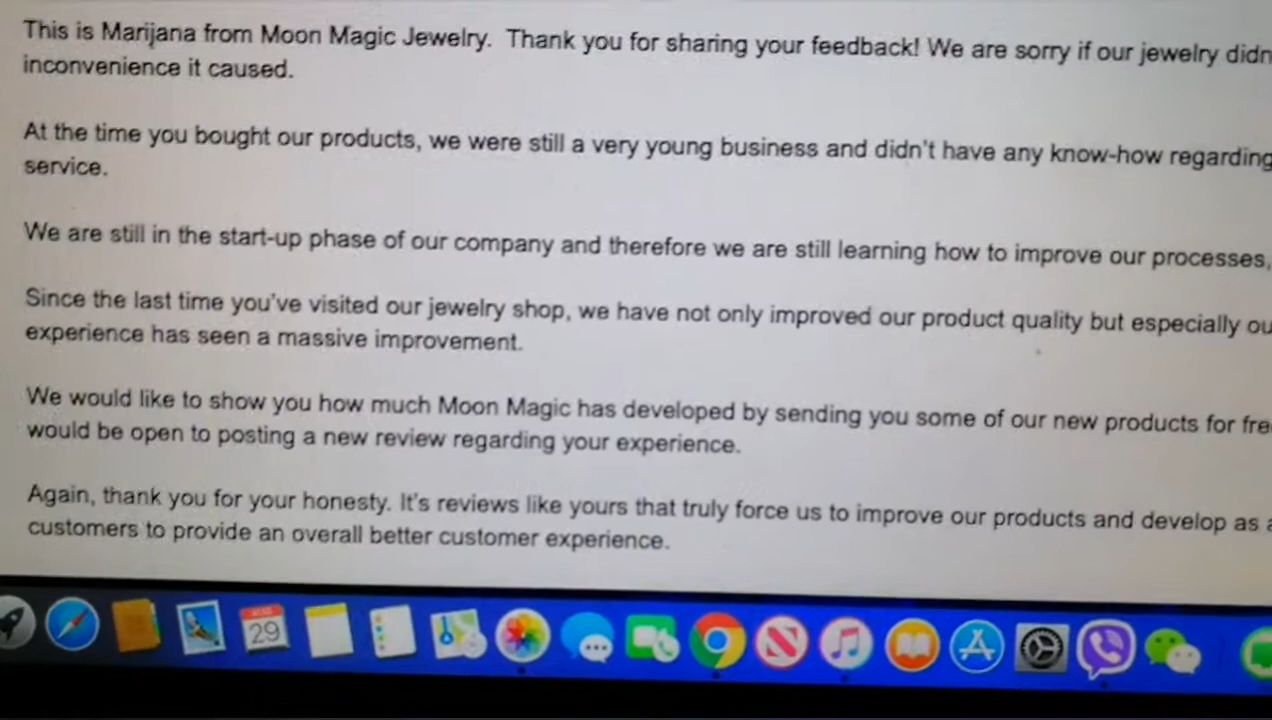 This is Marijana from Moon Magic Jewelry. Thank you for sharing your feedback! We are sorry if our jewelry didn
inconvenience it caused.
At the time you bought our products, we were still a very young business and didn't have any know-how regarding
service.
We are still in the start-up phase of our company and therefore we are still learning how to improve our processes,
Since the last time you've visited our jewelry shop, we have not only improved our product quality but especially ou
experience has seen a massive improvement.
We would like to show you how much Moon Magic has developed by sending you some of our new products for fre
would be open to posting a new review regarding your experience.
Again, thank you for your honesty. It's reviews like yours that truly force us to improve our products and develop as a
customers to provide an overall better customer experience.
29